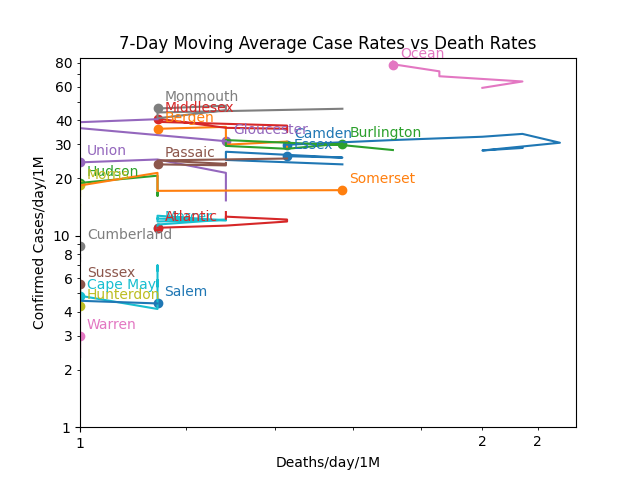 7-Day Moving Average Case Rates vs Death Rates
Ocean
80
60
Monmouth
Middlesex
40
Bergen
Gloucester
Camden
Burlington
30
Essex
Union
Passaic
20
Hudson
Somerset
Atlantic
10
Cumberland
8
Sussex
6
Cape May
Salem
Hunterdon
4
Warren
3
2
1
1
2
2
Deaths/day/1M
Confirmed Cases/day/1M